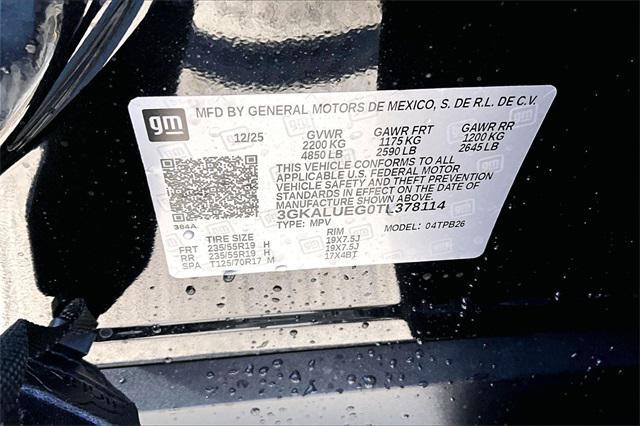 MFD BY GENERAL MOTORS DE MEXICO, S. DE R.L. DE C.V.
gm
12/25 GVWR GAWR FRT GAWR RR
2200 KG 1175 KG 1200 KG
4850 LB 2590 LB 2645 LB
THIS VEHICLE CONFORMS TO ALL
APPLICABLE U.S. FEDERAL MOTOR
VEHICLE SAFETY AND THEFT PREVENTION
STANDARDS IN EFFECT ON THE DATE OF
MANUFACTURE SHOWN ABOVE.
3GKALUEG0TL378114
384A TYPE: MPV MODEL: 04TPB26
TIRE SIZE RIM
FRT 235/55R19 H 19X7.5J
RR 235/55R19 H 19X7.5J
SPA T125/70R17 M 17X4BT